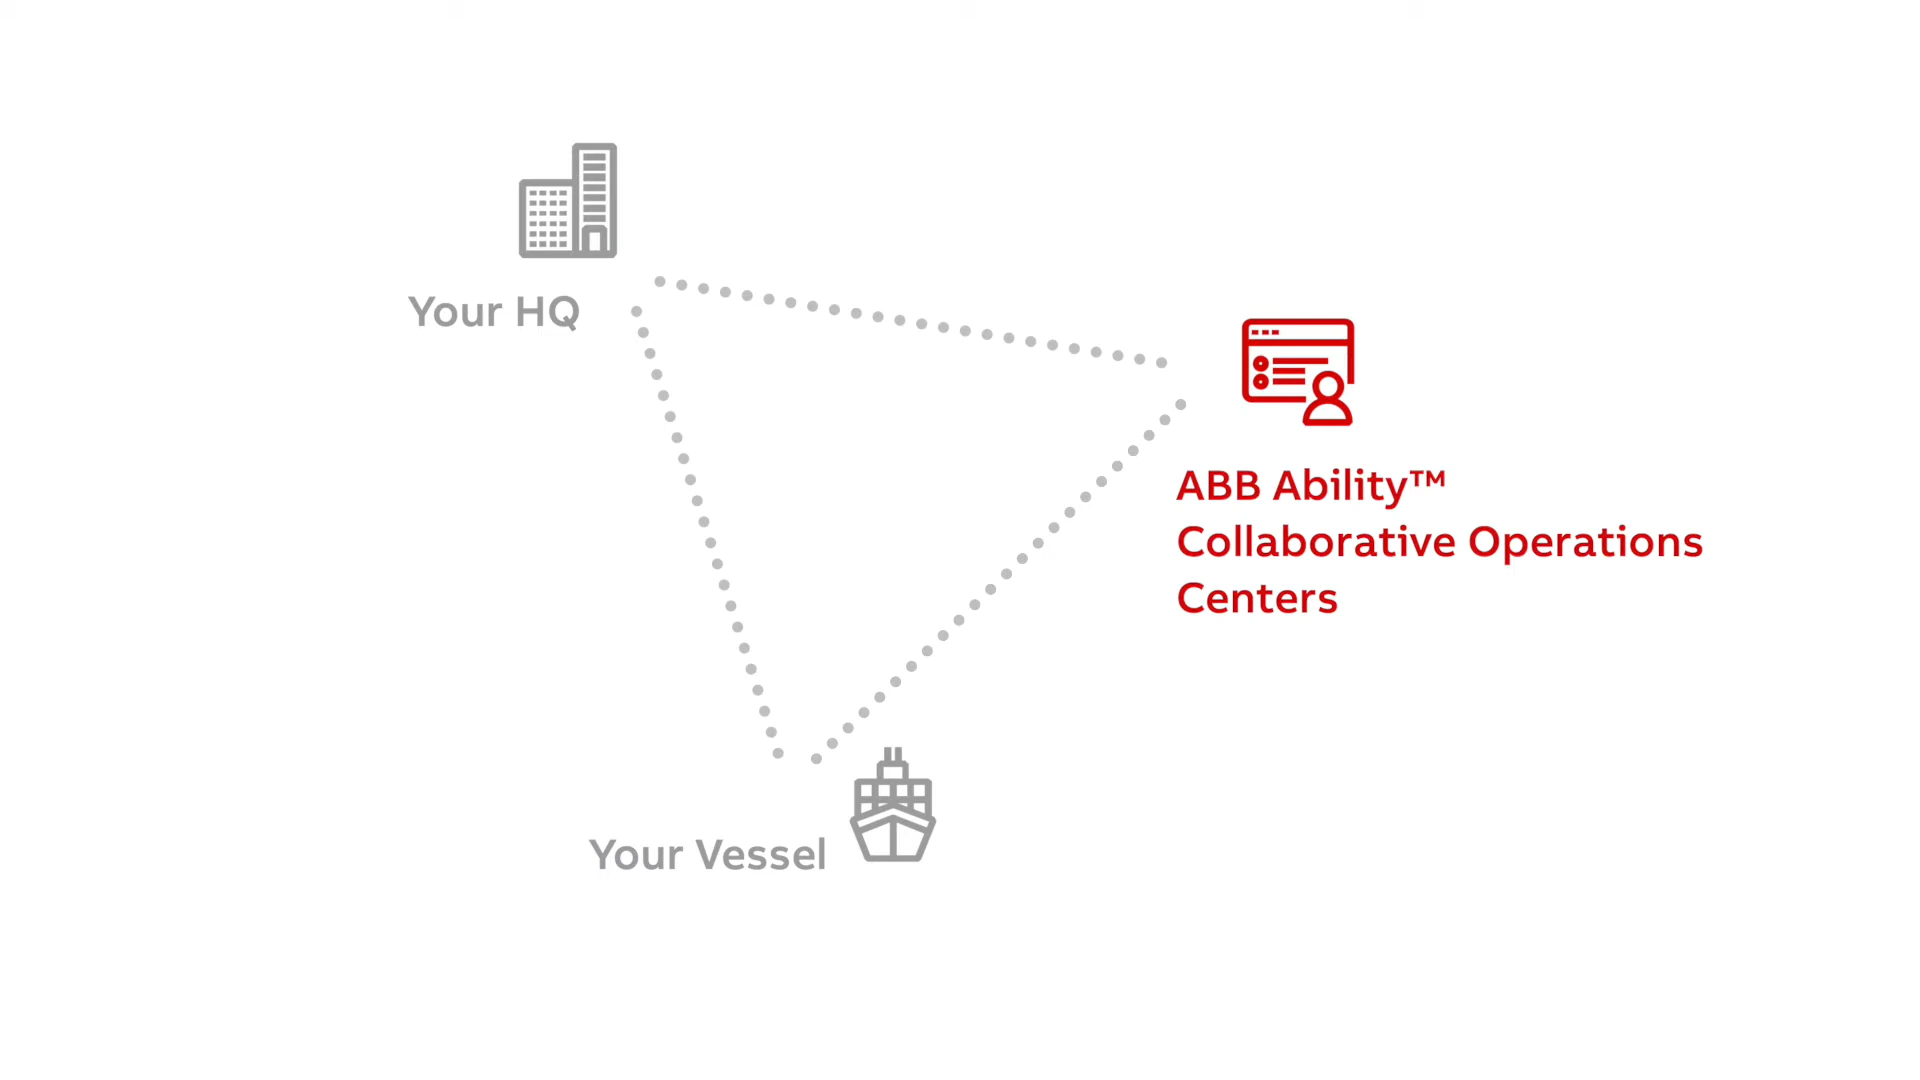 Your HQ
ABB Ability™
Collaborative Operations
Centers
Your Vessel